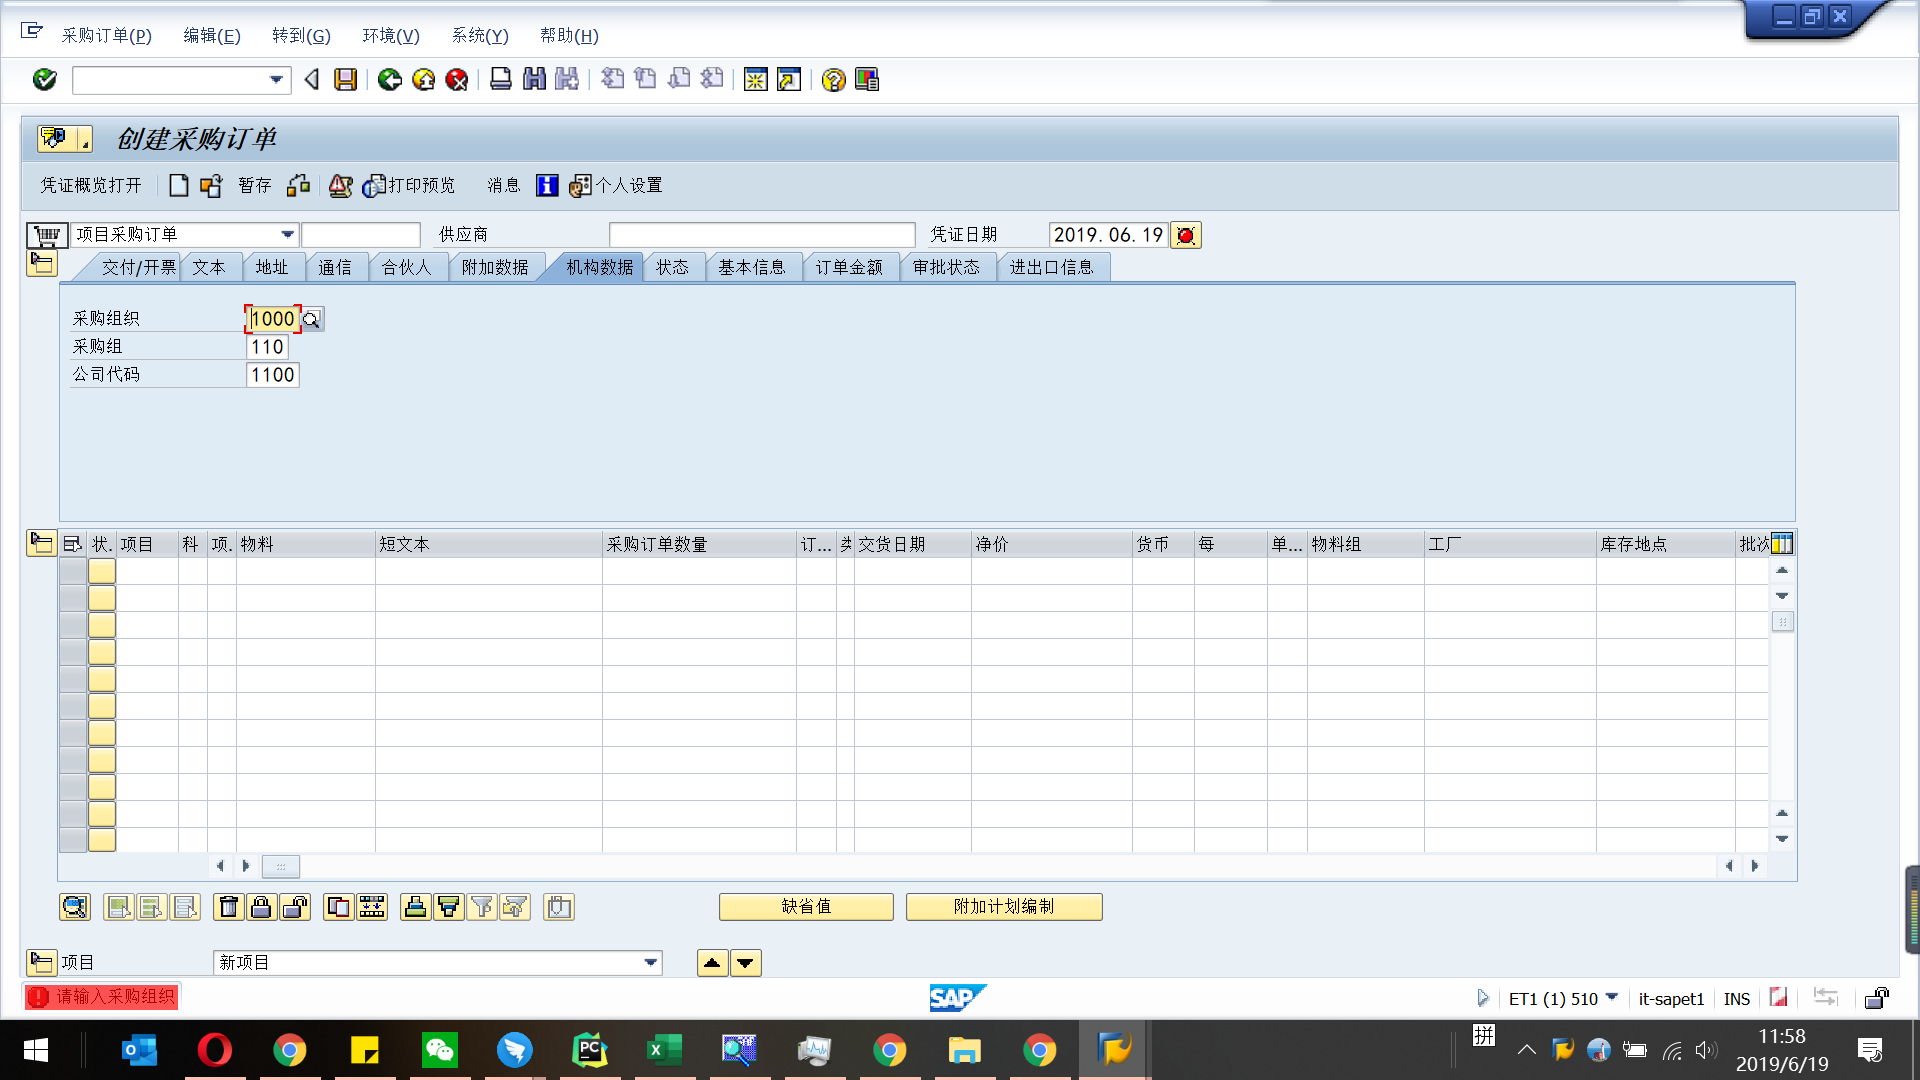 采购订单(P) 编辑(E) 转到(G) 环境(V) 系统(Y) 帮助(H)
创建采购订单
凭证概览打开 暂存 打印预览 消息 个人设置
项目采购订单 供应商 凭证日期 2019.06.19
交付/开票 文本 地址 通信 合伙人 附加数据 机构数据 状态 基本信息 订单金额 审批状态 进出口信息
采购组织 1000
采购组 110
公司代码 1100
状. 项目 科 项. 物料 短文本 采购订单数量 订... 交货日期 净价 货币 每 单... 物料组 工厂 库存地点 批次
缺省值 附加计划编制
项目 新项目
请输入采购组织 SAP ET1 (1) 510 it-sapet1 INS
拼 11:58
2019/6/19